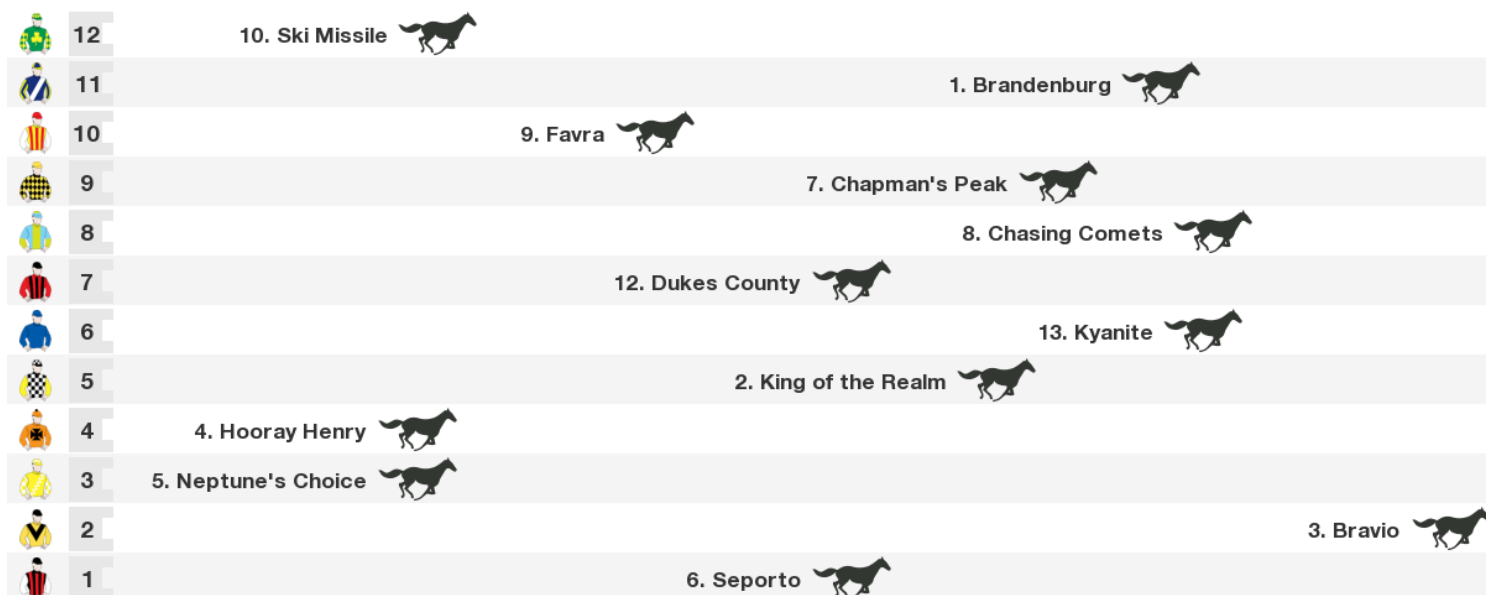 12 10. Ski Missile
11 1. Brandenburg
10 9. Favra
9 7. Chapman's Peak
8 8. Chasing Comets
7 12. Dukes County
6 13. Kyanite
5 2. King of the Realm
4 4. Hooray Henry
3 5. Neptune's Choice
2 3. Bravio
1 6. Seporto